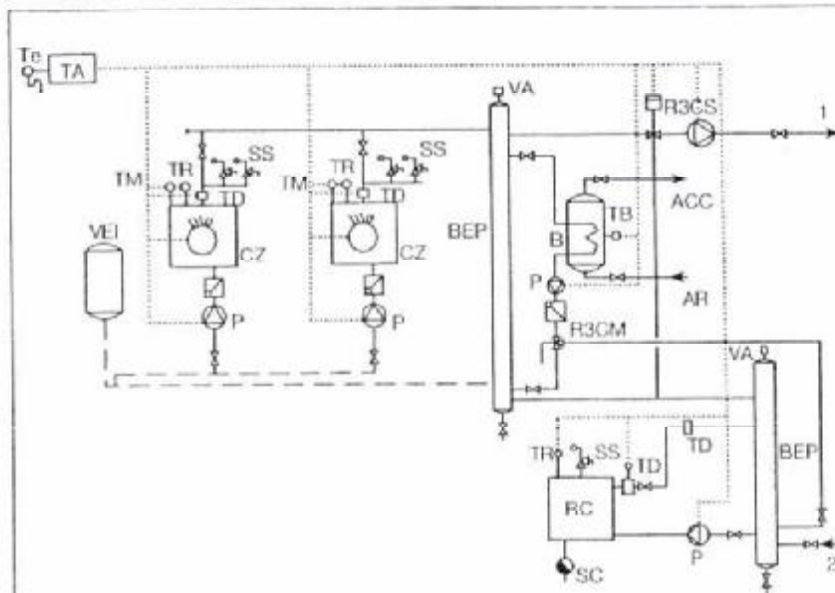 Te
TA
VA
R3CS
1
SS
SS
TM
TR
TM
TR
TD
TD
TB
ACC
VEI
BEP
B
CZ
CZ
P
AR
P
P
R3CM
VA
TR
SS
TD
TD
BEP
RC
P
2
SC